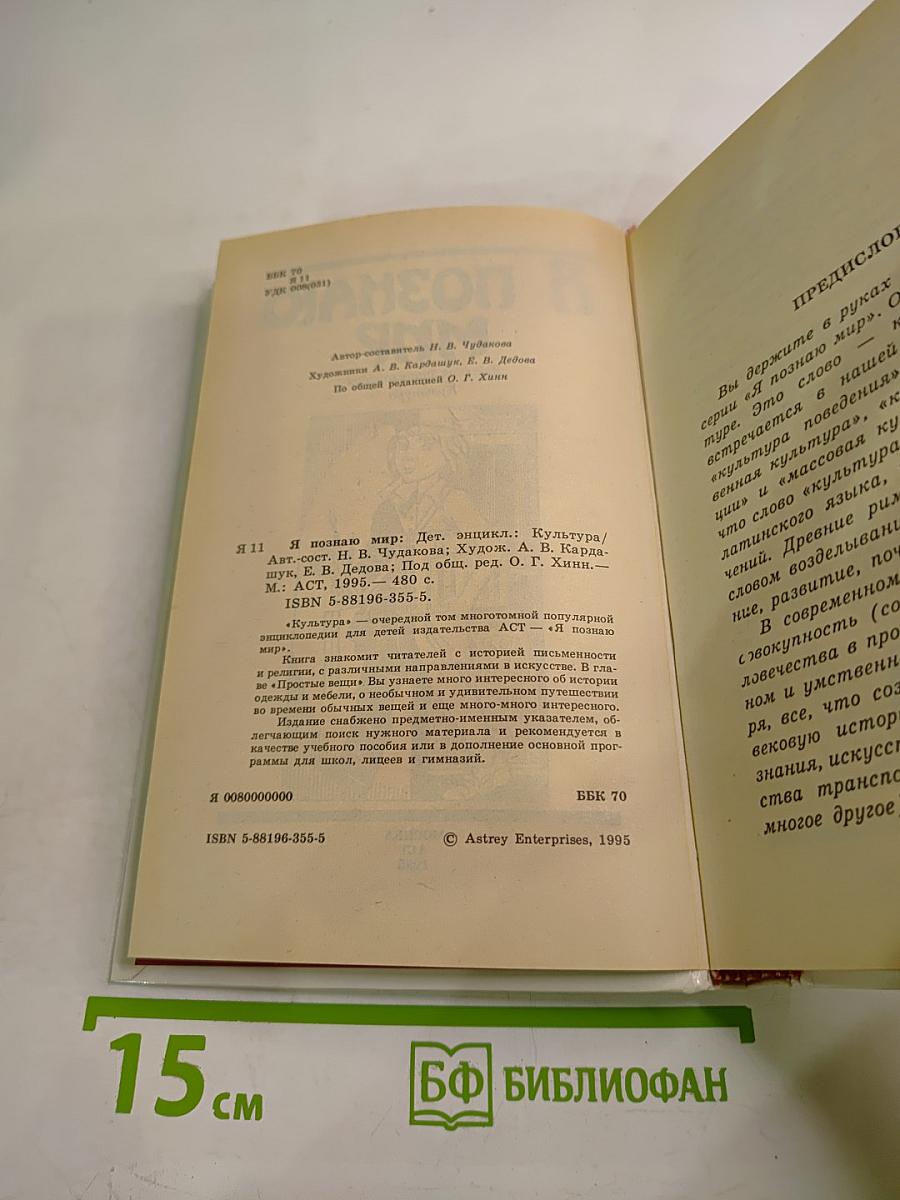 ББК 70
Я 11
УДК 008(031)
Автор-составитель Н. В. Чудакова
Художники А. В. Кардашук, Е. В. Дедова
По общей редакцией О. Г. Хинн
Я 11 Я познаю мир: Дет. энцикл.: Культура/
Авт.-сост. Н. В. Чудакова; Худож. А. В. Карда-
шук, Е. В. Дедова; Под общ. ред. О. Г. Хинн.—
М.: АСТ, 1995.— 480 с.
ISBN 5-88196-355-5.
«Культура» — очередной том многотомной популярной
энциклопедии для детей издательства АСТ — «Я познаю
мир».
Книга знакомит читателей с историей письменности
и религии, с различными направлениями в искусстве. В гла-
ве «Простые вещи» Вы узнаете много интересного об истории
одежды и мебели, о необычном и удивительном путешествии
во времени обычных вещей и еще много-много интересного.
Издание снабжено предметно-именным указателем, об-
легчающим поиск нужного материала и рекомендуется в
качестве учебного пособия или в дополнение основной прог-
раммы для школ, лицеев и гимназий.
Я 0080000000 ББК 70
ISBN 5-88196-355-5 © Astrey Enterprises, 1995
ПРЕДИСЛО
Вы держите в руках
серии «Я познаю мир». О
туре. Это слово — к
встречается в нашей
«культура поведения»
венная культура», «к
ции» и «массовая ку
что слово «культура
латинского языка,
чений. Древние рим
словом возделывани
ние, развитие, поч
В современном
совокупность (со
ловечества в про
ном и умственн
ря, все, что соз
вековую истор
знания, искусст
ства транспо
многое другое
15 см
БФ БИБЛИОФАН